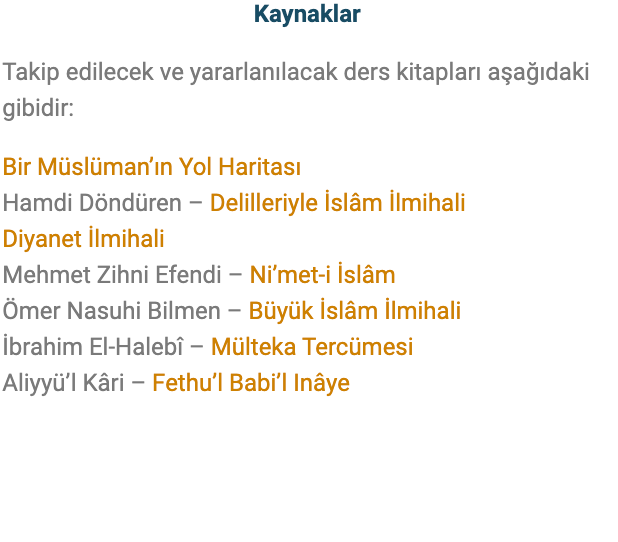 Kaynaklar
Takip edilecek ve yararlanılacak ders kitapları aşağıdaki
gibidir:
Bir Müslüman’ın Yol Haritası
Hamdi Döndüren – Delilleriyle İslâm İlmihali
Diyanet İlmihali
Mehmet Zihni Efendi – Ni’met-i İslâm
Ömer Nasuhi Bilmen – Büyük İslâm İlmihali
İbrahim El-Halebî – Mülteka Tercümesi
Aliyyü’l Kâri – Fethu’l Babi’l Inâye